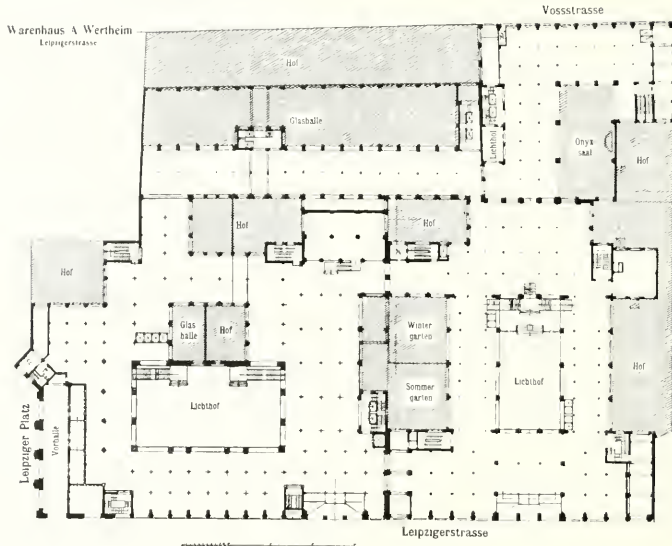 Vossstrasse
Warenhaus A Wertheim
Leipzigerstrasse
Hof
Glashalle
Lichthof
Onyx-
saal
Hof
Hof
Hof
Hof
Glas
halle
Hof
Winter
garten
Sommer
garten
Lichthof
Lichthof
Hof
Leipziger Platz
Vorhalle
Leipzigerstrasse